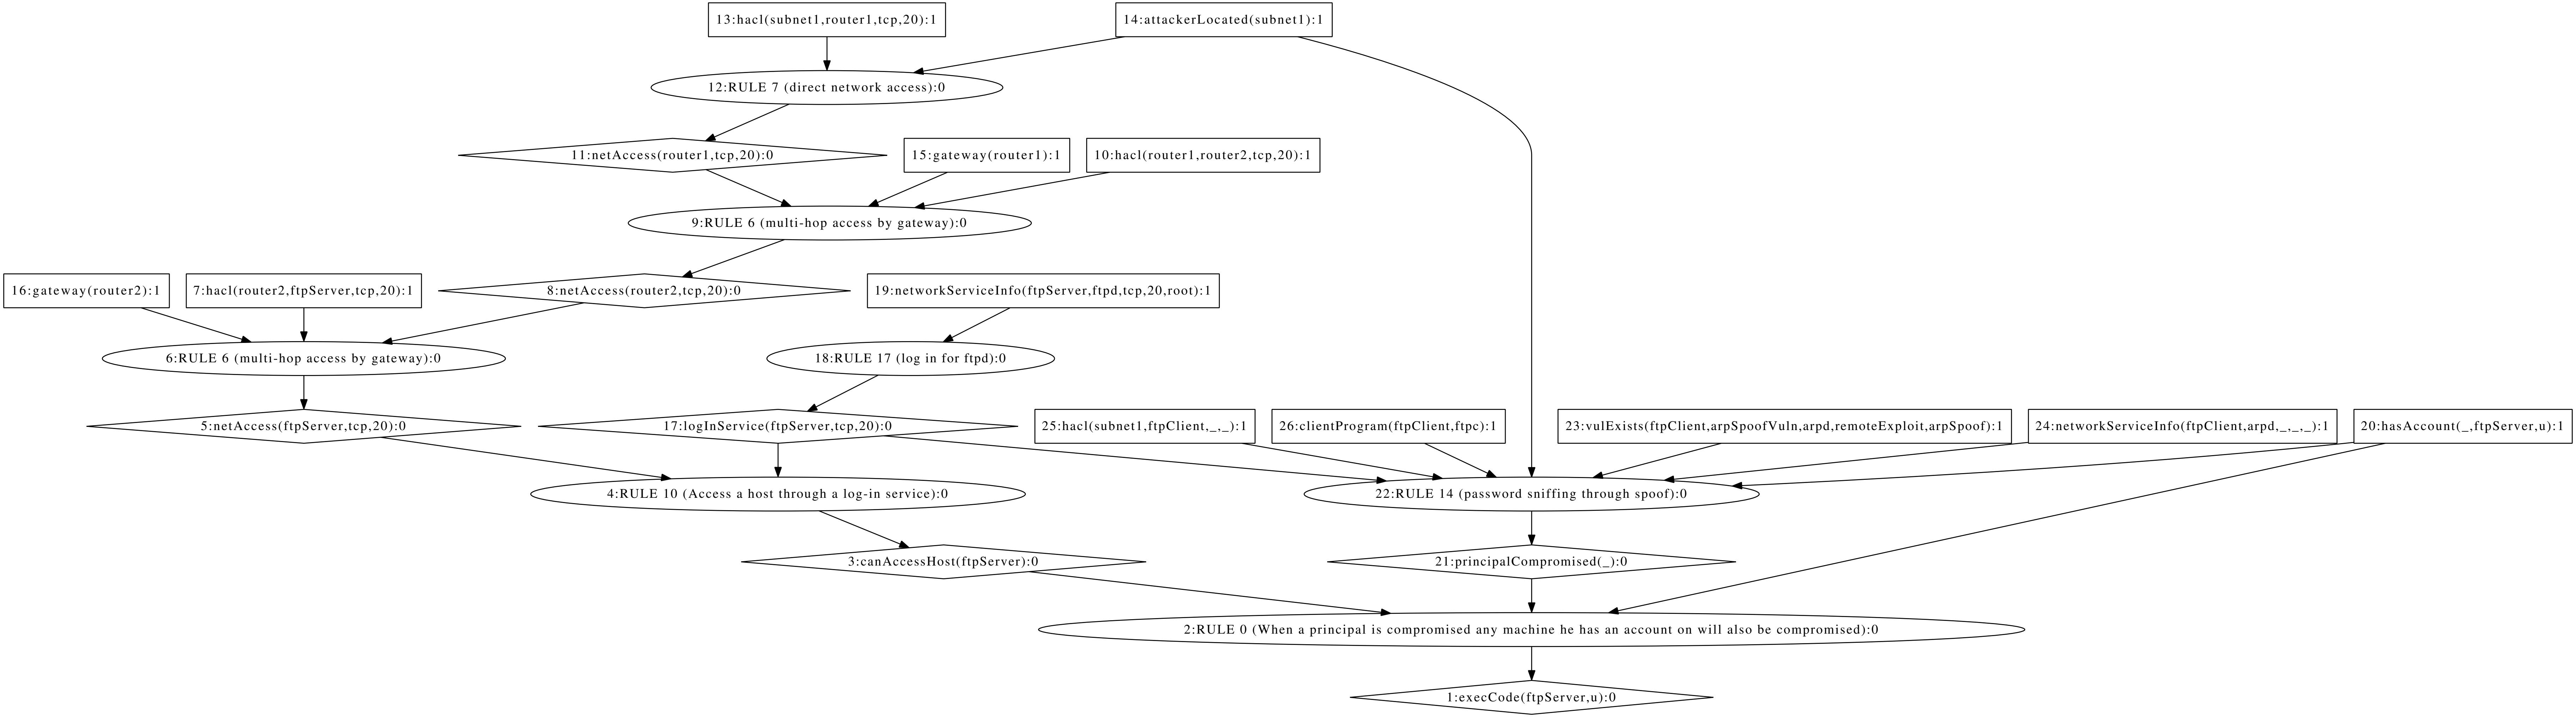 13:hacl(subnet1,router1,tcp,20):1
14:attackerLocated(subnet1):1
12:RULE 7 (direct network access):0
11:netAccess(router1,tcp,20):0
15:gateway(router1):1
10:hacl(router1,router2,tcp,20):1
9:RULE 6 (multi-hop access by gateway):0
16:gateway(router2):1
7:hacl(router2,ftpServer,tcp,20):1
8:netAccess(router2,tcp,20):0
19:networkServiceInfo(ftpServer,ftpd,tcp,20,root):1
6:RULE 6 (multi-hop access by gateway):0
18:RULE 17 (log in for ftpd):0
5:netAccess(ftpServer,tcp,20):0
17:logInService(ftpServer,tcp,20):0
25:hacl(subnet1,ftpClient,_,_):1
26:clientProgram(ftpClient,ftpc):1
23:vulExists(ftpClient,arpSpoofVuln,arpd,remoteExploit,arpSpoof):1
24:networkServiceInfo(ftpClient,arpd,_,_,_):1
20:hasAccount(_,ftpServer,u):1
4:RULE 10 (Access a host through a log-in service):0
22:RULE 14 (password sniffing through spoof):0
3:canAccessHost(ftpServer):0
21:principalCompromised(_):0
2:RULE 0 (When a principal is compromised any machine he has an account on will also be compromised):0
1:execCode(ftpServer,u):0